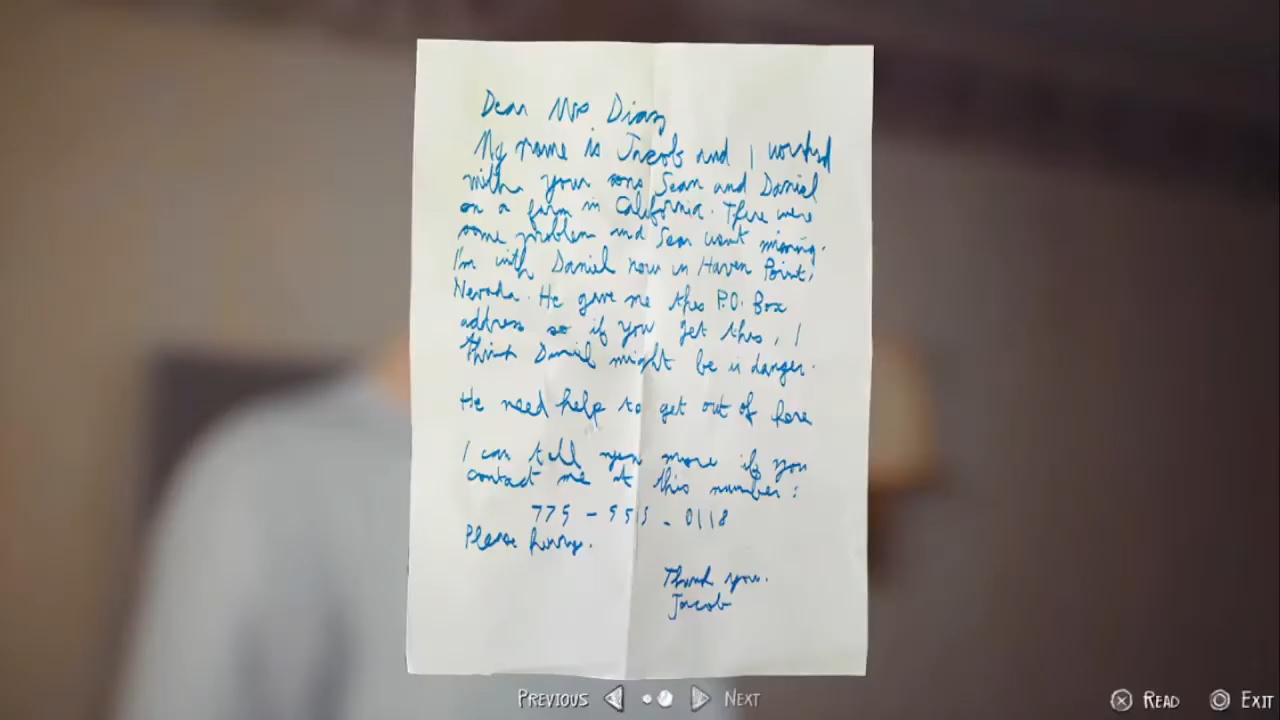 Dear Mrs Diaz
My name is Jacob and I worked
with your sons Sean and Daniel
on a farm in California. There were
some problem and Sean went missing.
I'm with Daniel now in Haven Point,
Nevada. He gave me this P.O. Box
address so if you get this, I
think Daniel might be in danger.
He need help to get out of here
I can tell you more if you
contact me at this number:
775-555-0118
Please hurry.
Thank you.
Jacob
PREVIOUS NEXT
READ EXIT